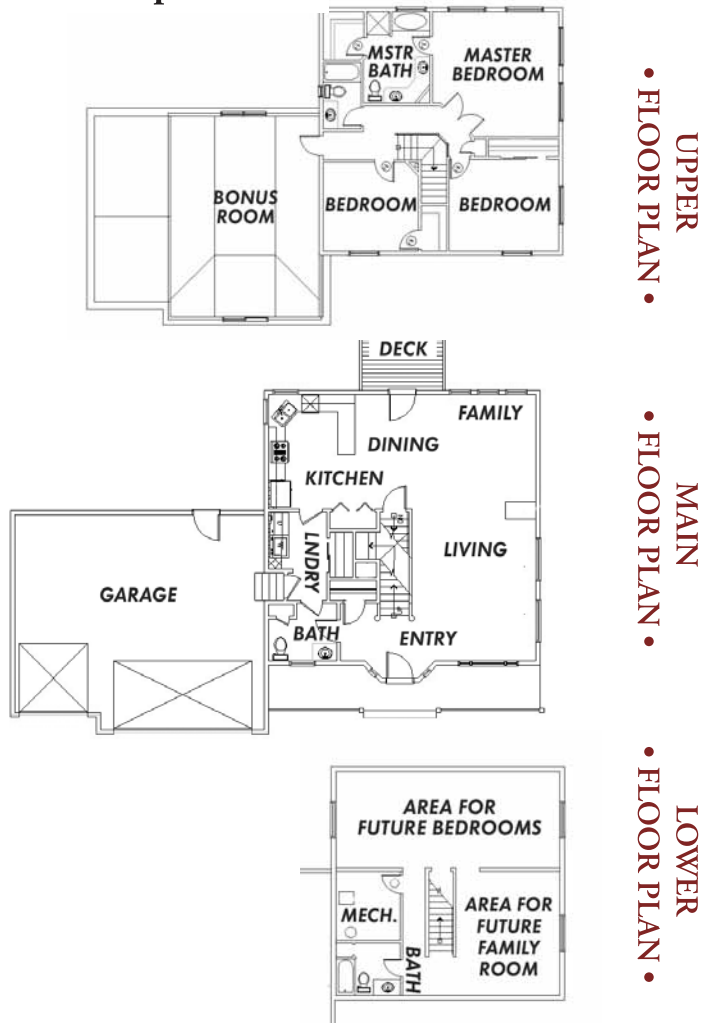 MSTR
BATH
MASTER
BEDROOM
BONUS
ROOM
BEDROOM
BEDROOM
UPPER
• FLOOR PLAN •
DECK
FAMILY
DINING
KITCHEN
LNDRY
LIVING
GARAGE
BATH
ENTRY
MAIN
• FLOOR PLAN •
AREA FOR
FUTURE BEDROOMS
MECH.
AREA FOR
FUTURE
FAMILY
ROOM
BATH
LOWER
• FLOOR PLAN •